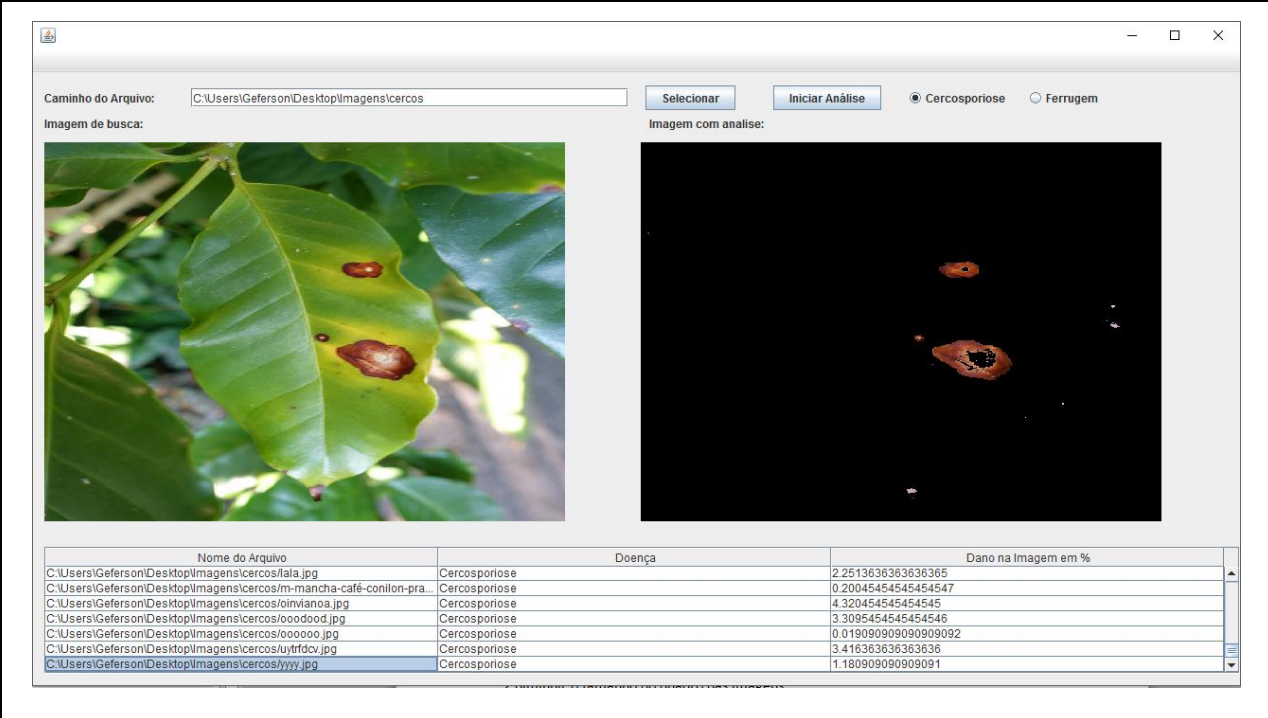 Caminho do Arquivo: C:\Users\Geferson\Desktop\Imagens\cercos Selecionar Iniciar Análise Cercosporiose Ferrugem
Imagem de busca: Imagem com analise:
Nome do Arquivo Doença Dano na Imagem em %
C:\Users\Geferson\Desktop\Imagens\cercos/lala.jpg Cercosporiose 2.2513636363636365
C:\Users\Geferson\Desktop\Imagens\cercos/m-mancha-café-conilon-pra... Cercosporiose 0.20045454545454547
C:\Users\Geferson\Desktop\Imagens\cercos/oinvianoa.jpg Cercosporiose 4.320454545454545
C:\Users\Geferson\Desktop\Imagens\cercos/ooodood.jpg Cercosporiose 3.3095454545454546
C:\Users\Geferson\Desktop\Imagens\cercos/oooooo.jpg Cercosporiose 0.019090909090909092
C:\Users\Geferson\Desktop\Imagens\cercos/uytrfdcv.jpg Cercosporiose 3.416363636363636
C:\Users\Geferson\Desktop\Imagens\cercos/yyyy.jpg Cercosporiose 1.180909090909091